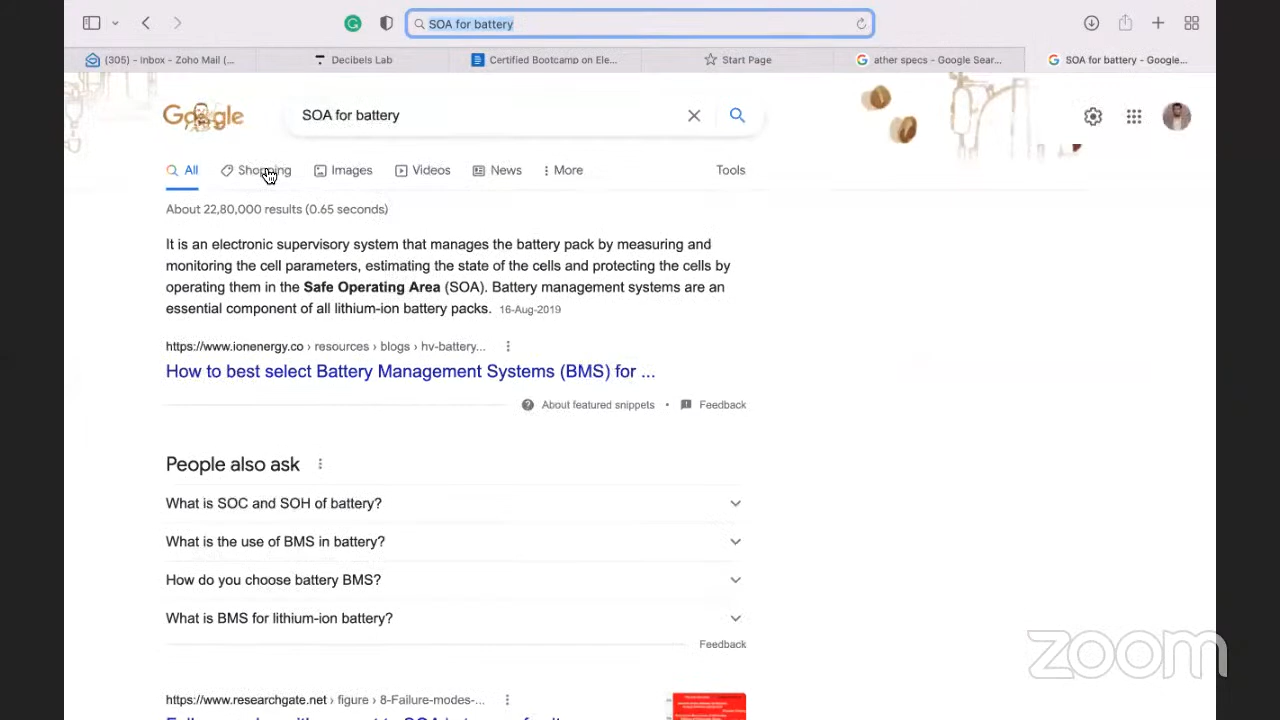 SOA for battery
(305) - Inbox - Zoho Mail (...
Decibels Lab
Certified Bootcamp on Ele...
Start Page
ather specs - Google Sear...
SOA for battery - Google...
Google
SOA for battery
All
Shopping
Images
Videos
News
More
Tools
About 22,80,000 results (0.65 seconds)
It is an electronic supervisory system that manages the battery pack by measuring and
monitoring the cell parameters, estimating the state of the cells and protecting the cells by
operating them in the Safe Operating Area (SOA). Battery management systems are an
essential component of all lithium-ion battery packs. 16-Aug-2019
https://www.ionenergy.co › resources › blogs › hv-battery...
How to best select Battery Management Systems (BMS) for ...
About featured snippets • Feedback
People also ask
What is SOC and SOH of battery?
What is the use of BMS in battery?
How do you choose battery BMS?
What is BMS for lithium-ion battery?
Feedback
zoom
https://www.researchgate.net › figure › 8-Failure-modes-...